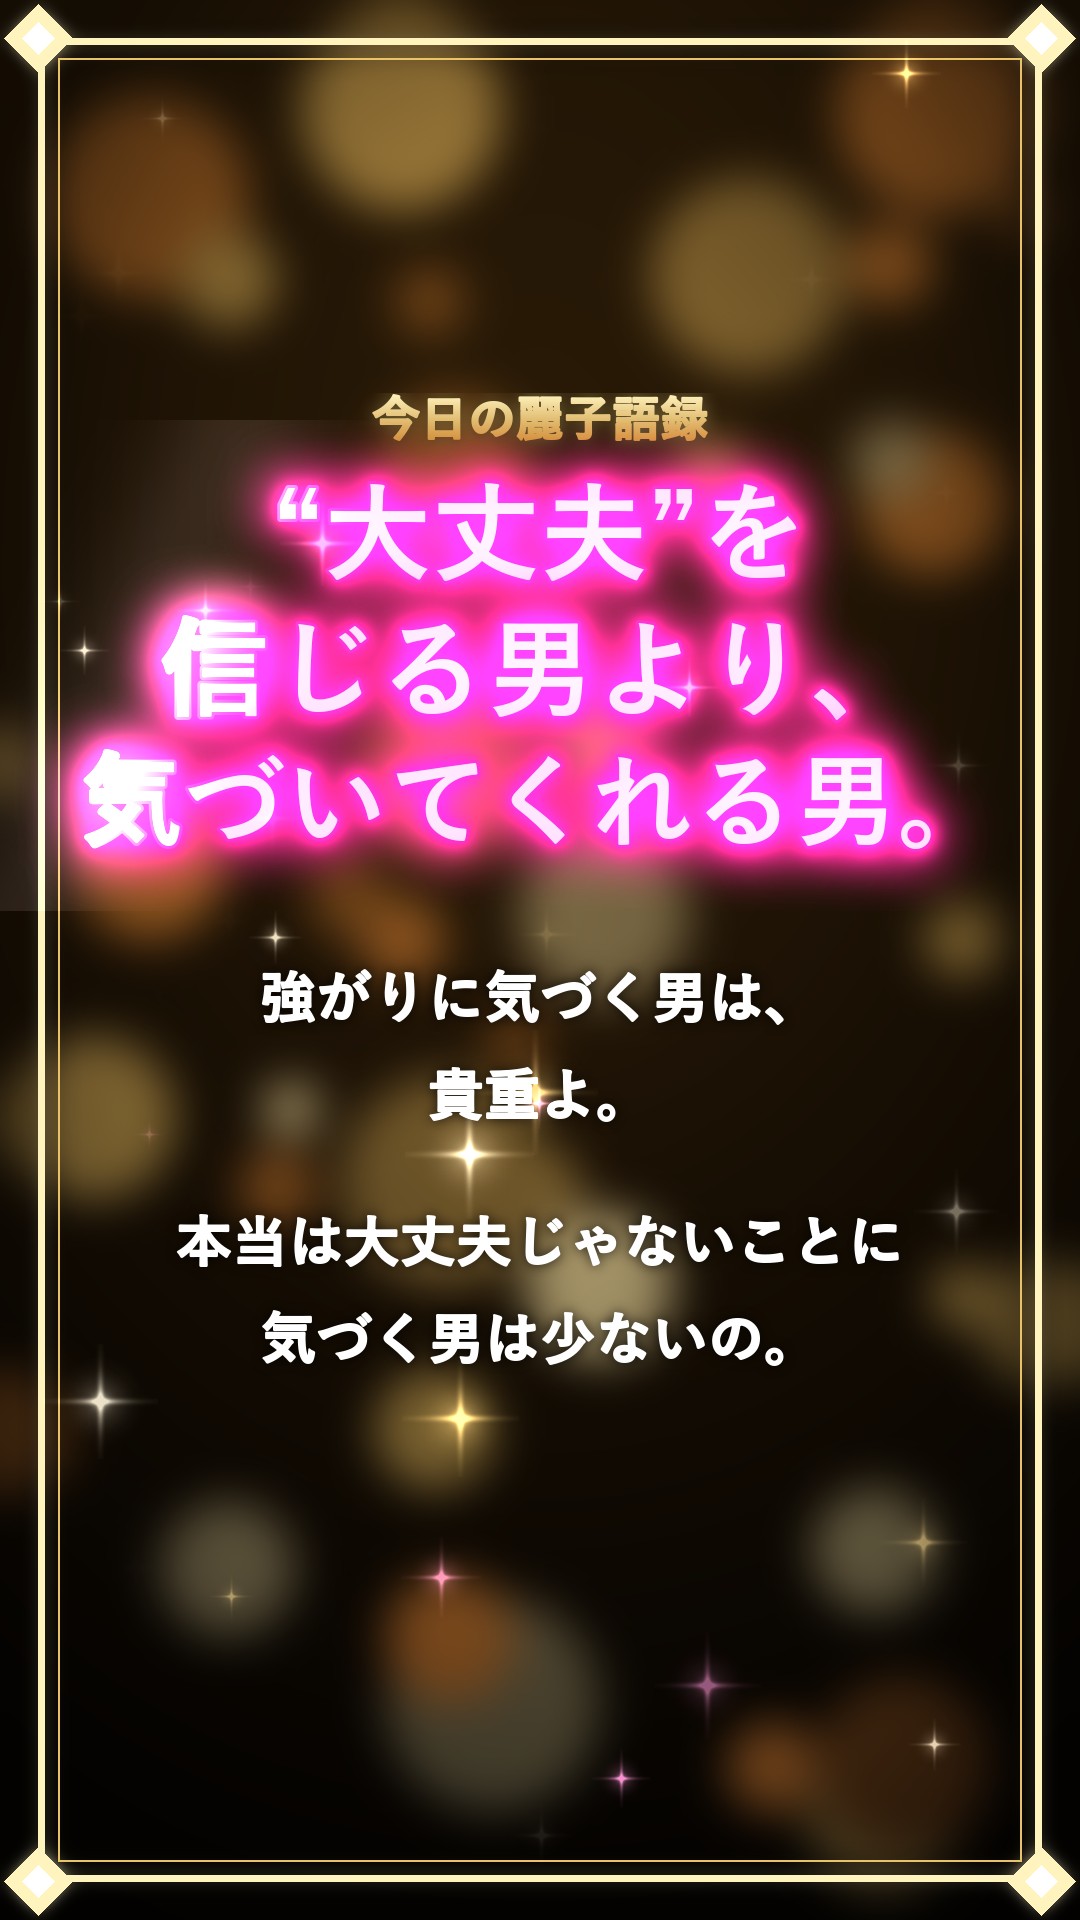 今日の麗子語録
“大丈夫”を
信じる男より、
気づいてくれる男。
強がりに気づく男は、
貴重よ。
本当は大丈夫じゃないことに
気づく男は少ないの。